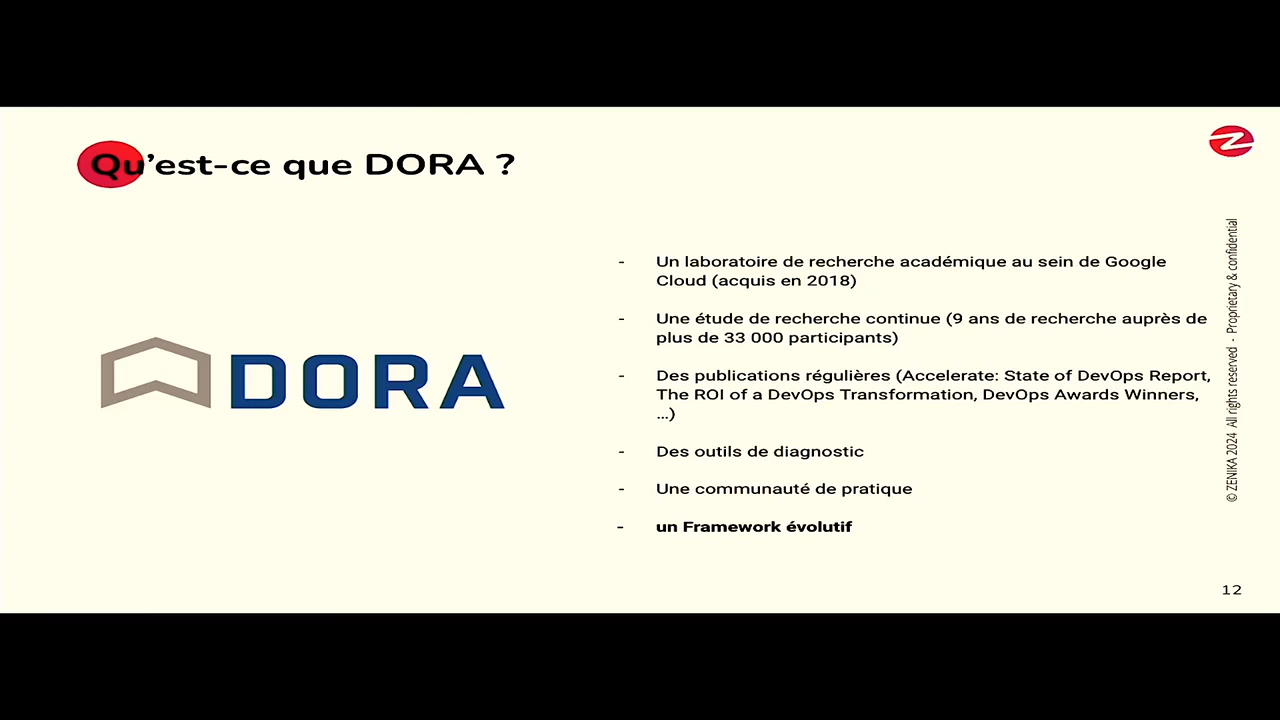 Qu'est-ce que DORA ?
DORA
- Un laboratoire de recherche académique au sein de Google
Cloud (acquis en 2018)
- Une étude de recherche continue (9 ans de recherche auprès de
plus de 33 000 participants)
- Des publications régulières (Accelerate: State of DevOps Report,
The ROI of a DevOps Transformation, DevOps Awards Winners,
...)
- Des outils de diagnostic
- Une communauté de pratique
- un Framework évolutif
© ZENIKA 2024 All rights reserved - Proprietary & confidential
12